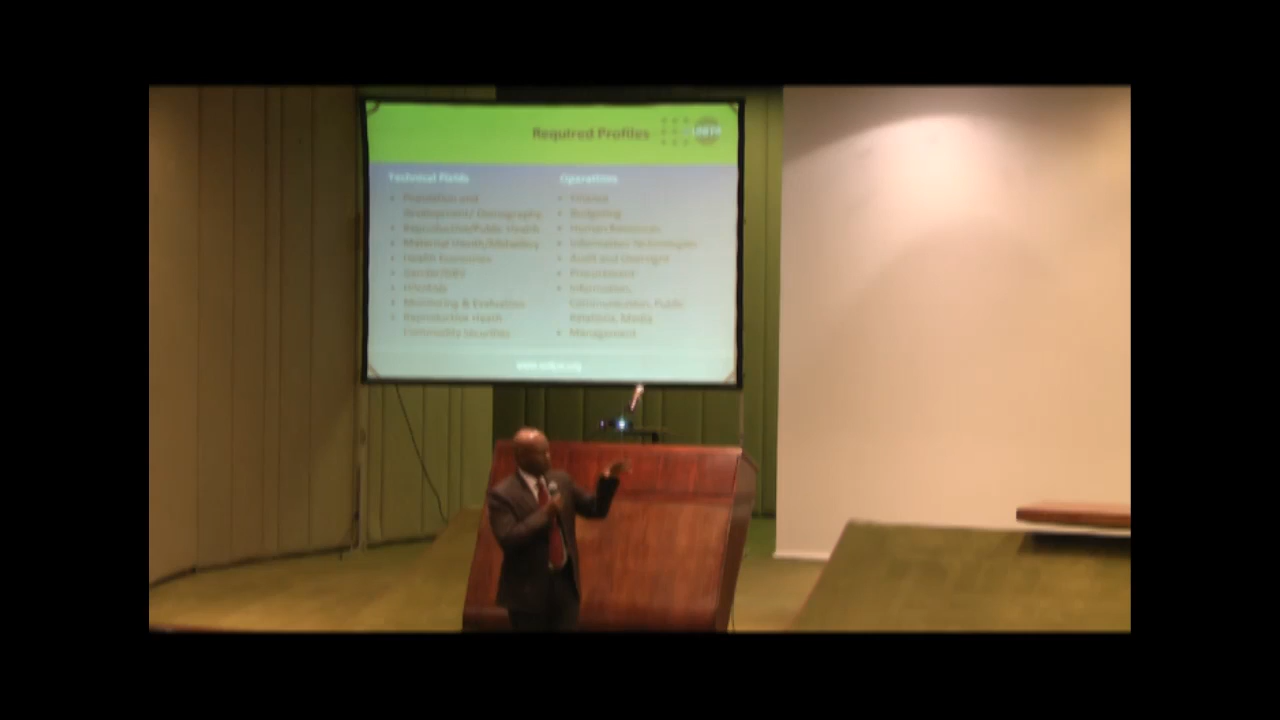 Required Profiles
UNFPA
Technical Fields
• Population and
Development/ Demography
• Reproductive/Public Health
• Maternal Health/Midwifery
• Health Economics
• Gender/GBV
• HIV/Aids
• Monitoring & Evaluation
• Reproductive Health
Commodity Securities
Operations
• Finance
• Budgeting
• Human Resources
• Information Technologies
• Audit and Oversight
• Procurement
• Information,
Communication, Public
Relations, Media
• Management